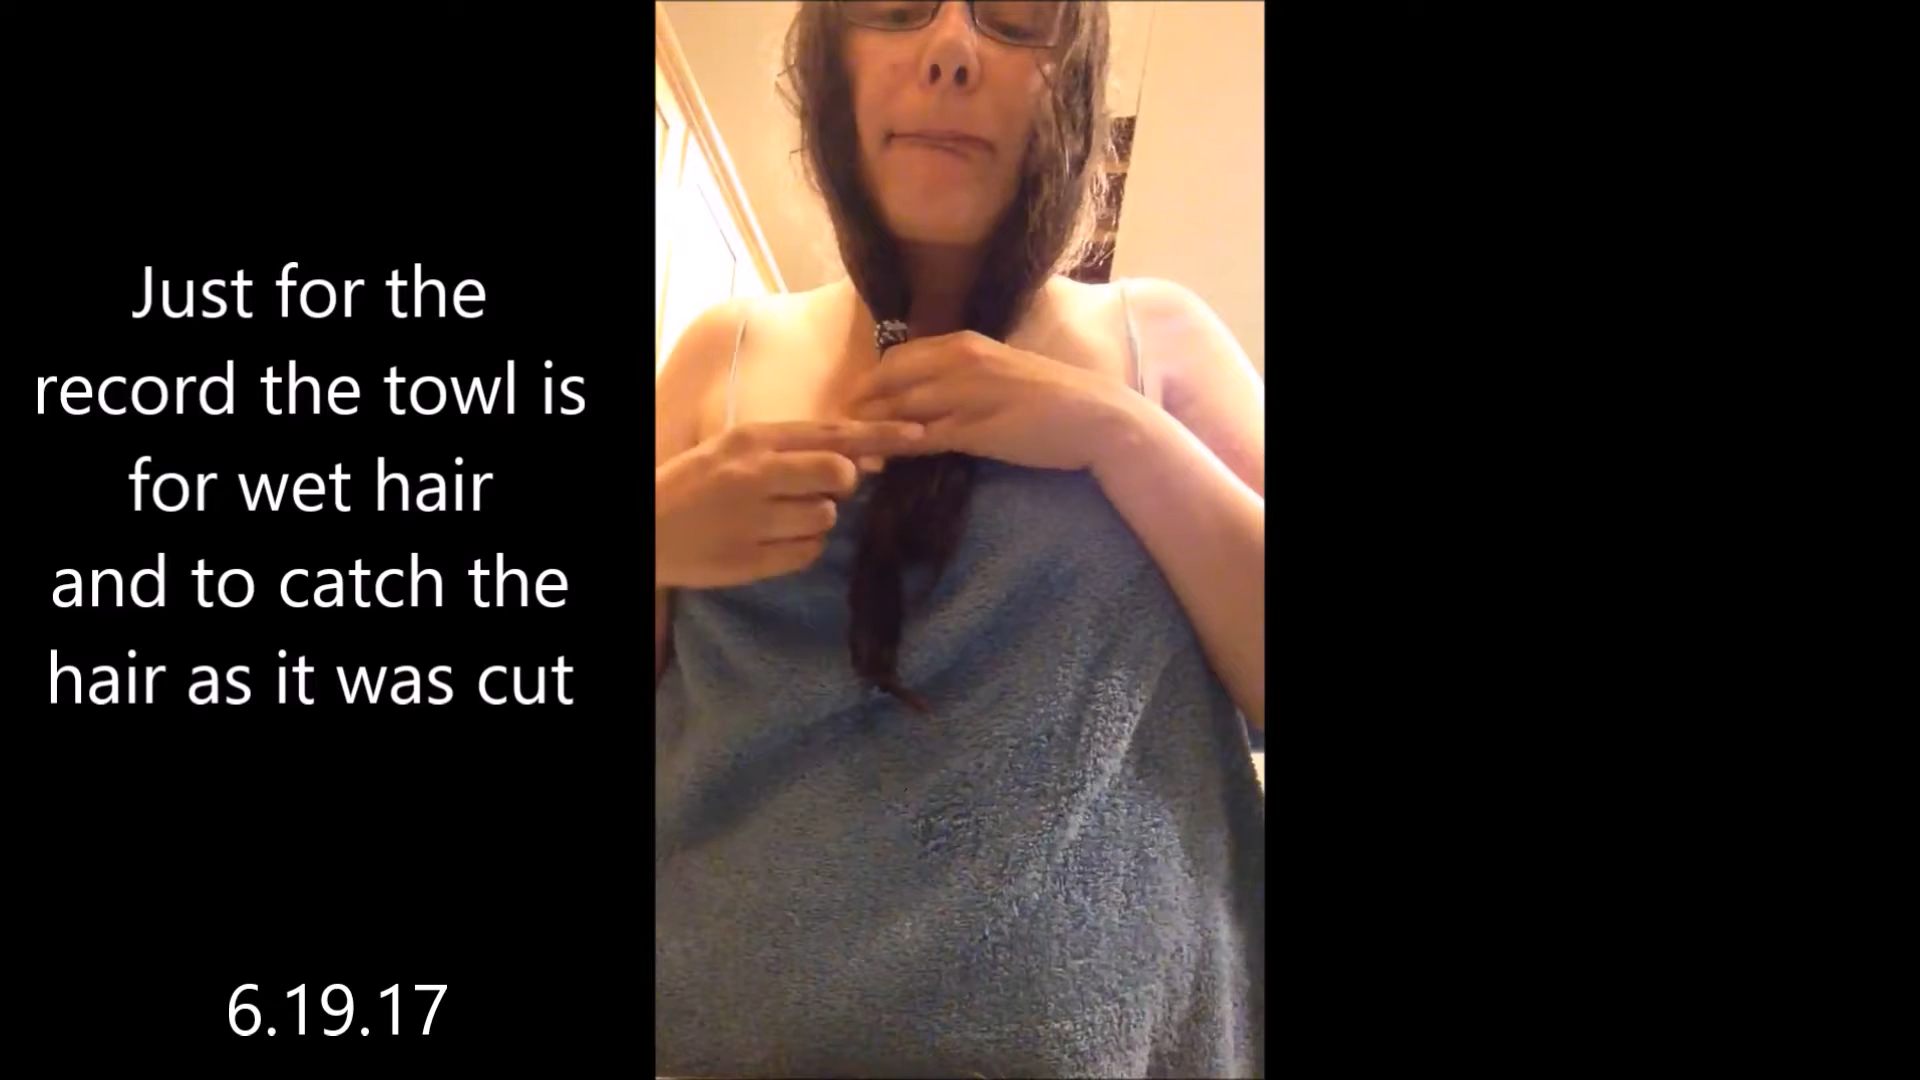 Just for the
record the towl is
for wet hair
and to catch the
hair as it was cut
6.19.17